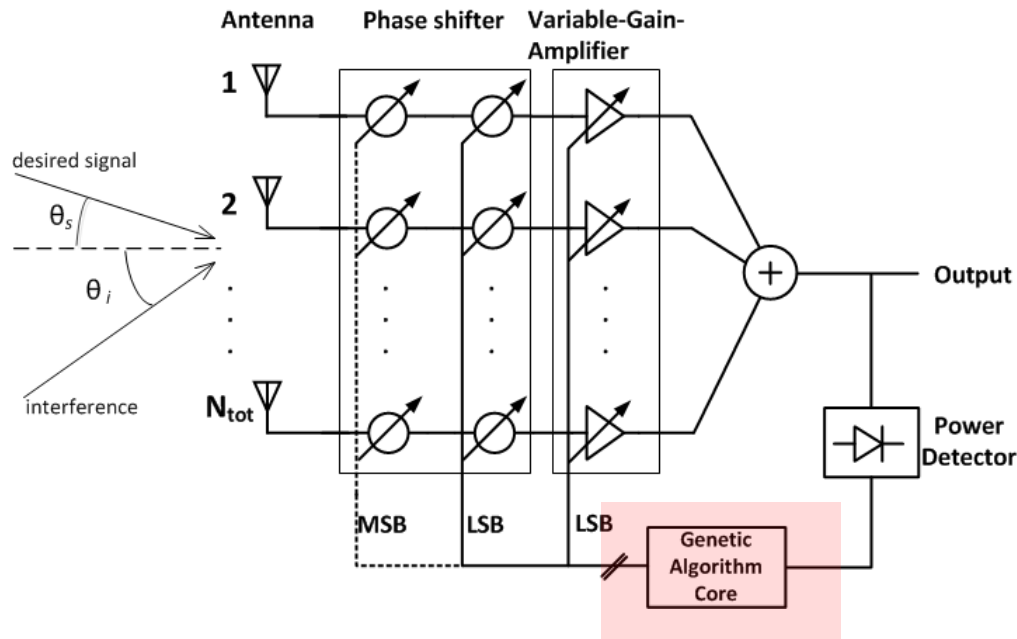 Antenna
Phase shifter
Variable-Gain-
Amplifier
1
desired signal
θs
2
θi
Output
interference
Ntot
Power
Detector
MSB
LSB
LSB
Genetic
Algorithm
Core